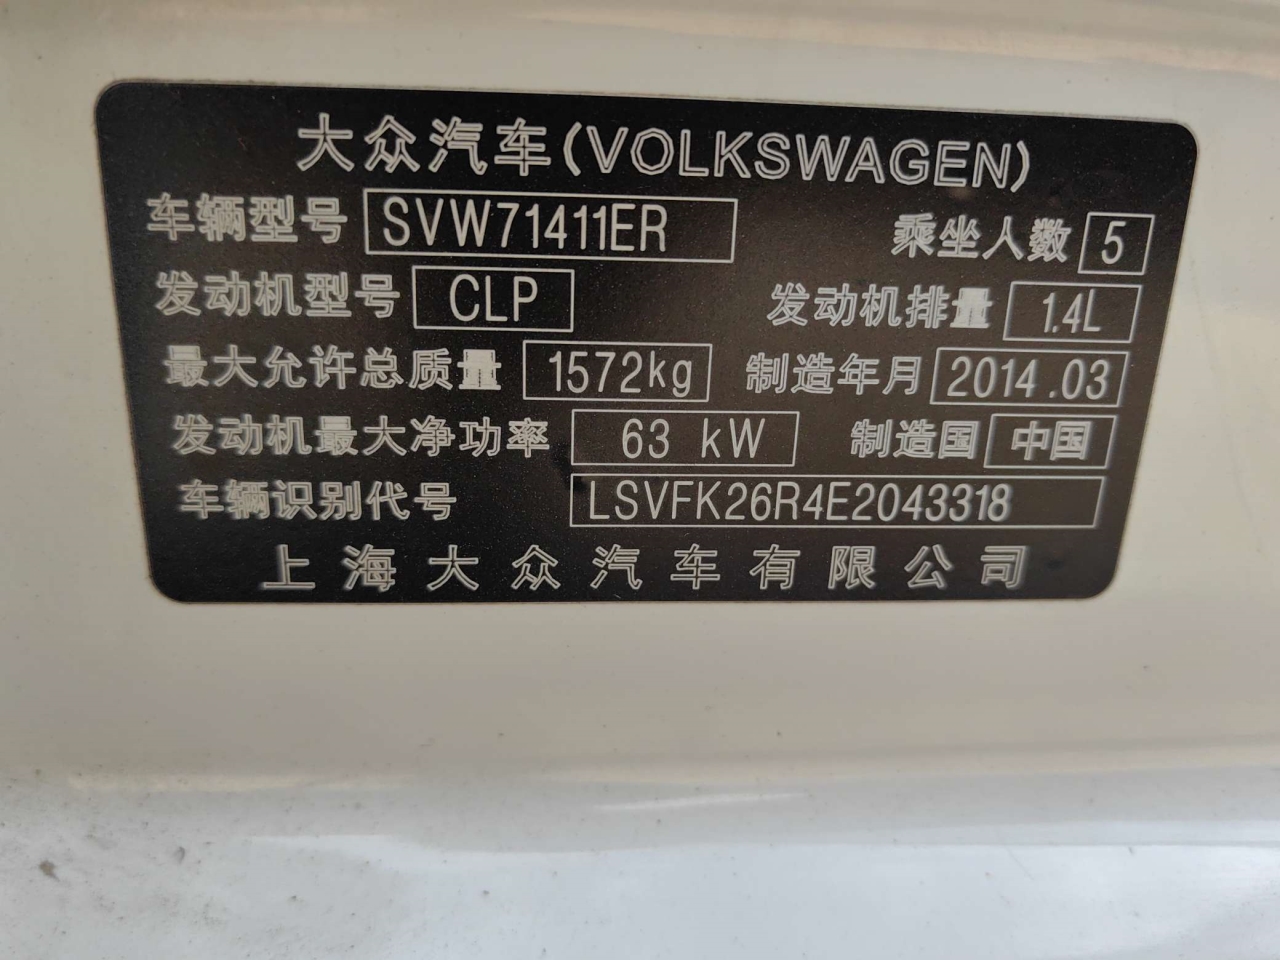 大众汽车(VOLKSWAGEN)
车辆型号 SVW71411ER 乘坐人数 5
发动机型号 CLP 发动机排量 1.4L
最大允许总质量 1572kg 制造年月 2014.03
发动机最大净功率 63 kW 制造国 中国
车辆识别代号 LSVFK26R4E2043318
上海大众汽车有限公司